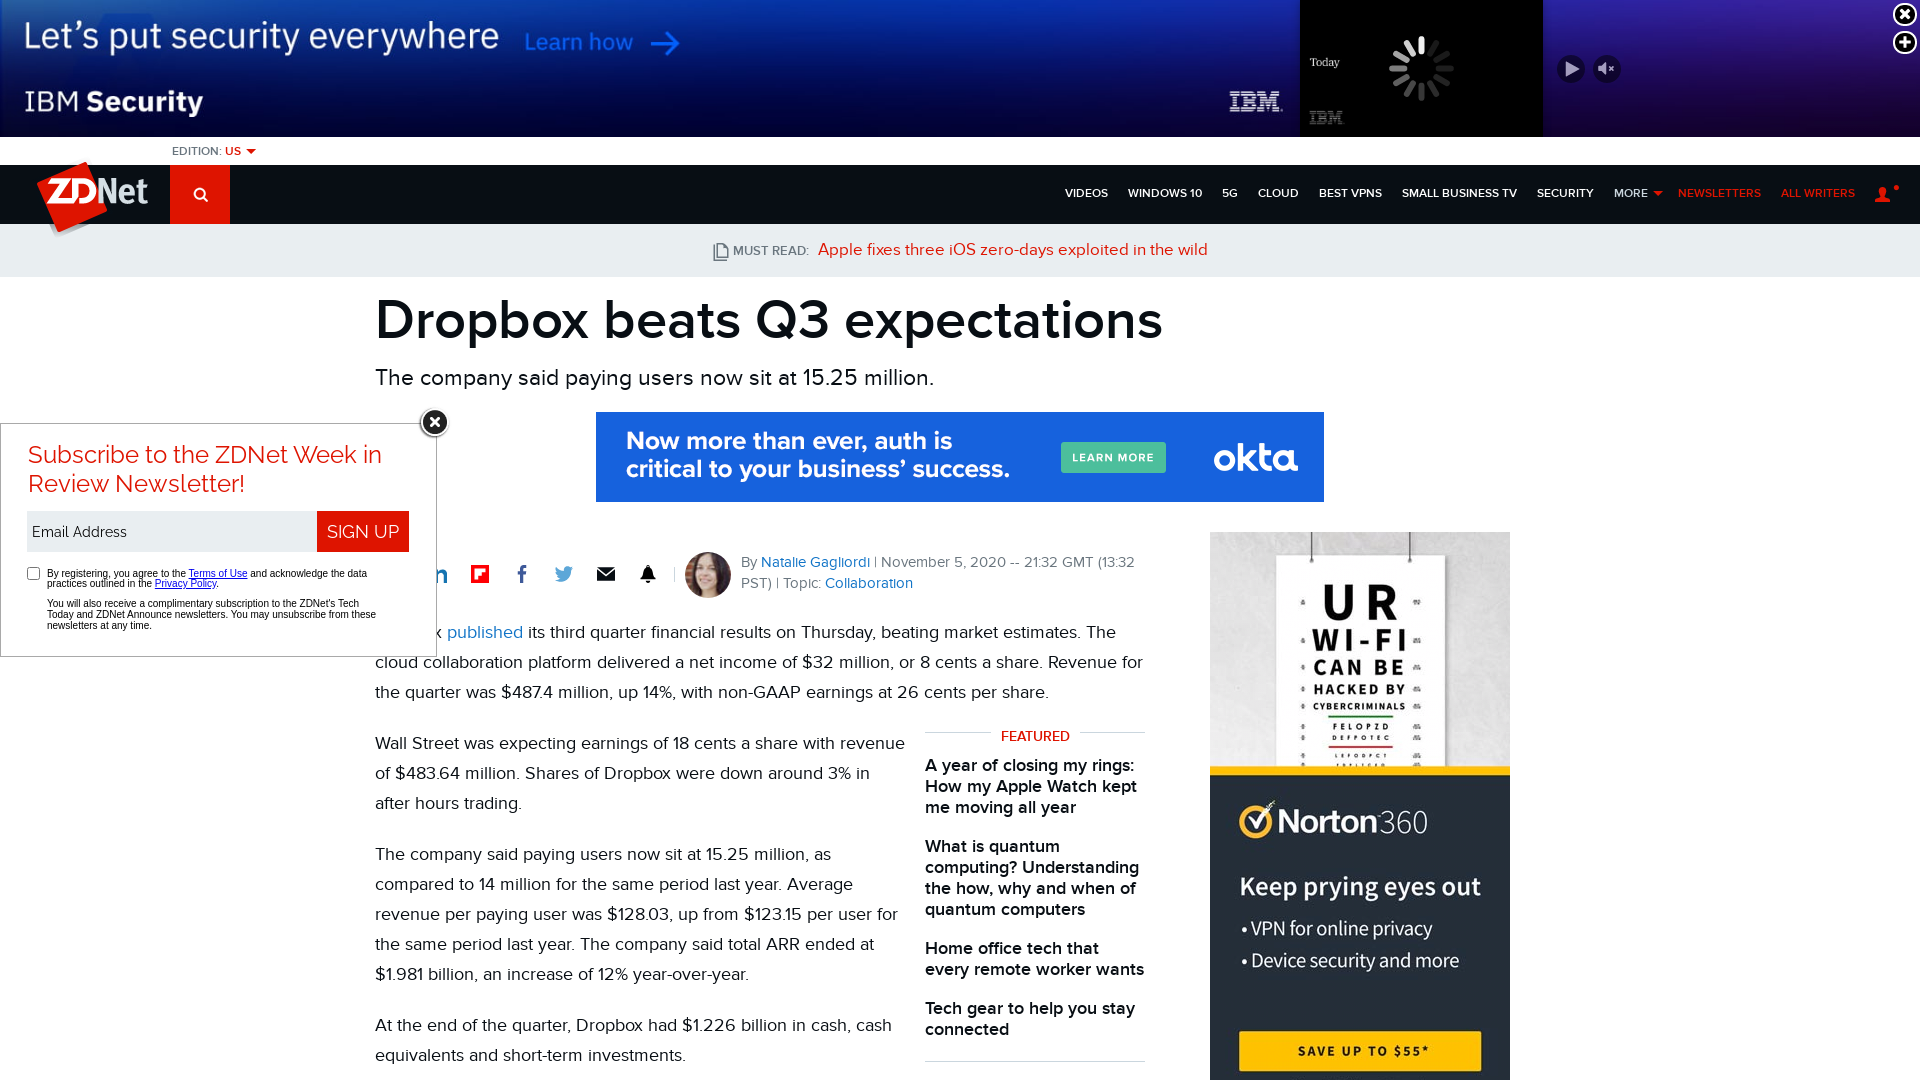 Let's put security everywhere Learn how
IBM Security
IBM
Today
IBM
EDITION: US
ZDNet
VIDEOS WINDOWS 10 5G CLOUD BEST VPNS SMALL BUSINESS TV SECURITY MORE NEWSLETTERS ALL WRITERS
MUST READ: Apple fixes three iOS zero-days exploited in the wild
Dropbox beats Q3 expectations
The company said paying users now sit at 15.25 million.
Now more than ever, auth is
critical to your business' success.
LEARN MORE
okta
Subscribe to the ZDNet Week in
Review Newsletter!
Email Address SIGN UP
By registering, you agree to the Terms of Use and acknowledge the data
practices outlined in the Privacy Policy.
You will also receive a complimentary subscription to the ZDNet's Tech
Today and ZDNet Announce newsletters. You may unsubscribe from these
newsletters at any time.
By Natalie Gagliordi | November 5, 2020 -- 21:32 GMT (13:32
PST) | Topic: Collaboration
x published its third quarter financial results on Thursday, beating market estimates. The
cloud collaboration platform delivered a net income of $32 million, or 8 cents a share. Revenue for
the quarter was $487.4 million, up 14%, with non-GAAP earnings at 26 cents per share.
Wall Street was expecting earnings of 18 cents a share with revenue
of $483.64 million. Shares of Dropbox were down around 3% in
after hours trading.
The company said paying users now sit at 15.25 million, as
compared to 14 million for the same period last year. Average
revenue per paying user was $128.03, up from $123.15 per user for
the same period last year. The company said total ARR ended at
$1.981 billion, an increase of 12% year-over-year.
At the end of the quarter, Dropbox had $1.226 billion in cash, cash
equivalents and short-term investments.
FEATURED
A year of closing my rings:
How my Apple Watch kept
me moving all year
What is quantum
computing? Understanding
the how, why and when of
quantum computers
Home office tech that
every remote worker wants
Tech gear to help you stay
connected
UR
WI-FI
CAN BE
HACKED BY
CYBERCRIMINALS
FELOPZD
DEFPOTEC
LEFODPCT
Norton 360
Keep prying eyes out
• VPN for online privacy
• Device security and more
SAVE UP TO $55*